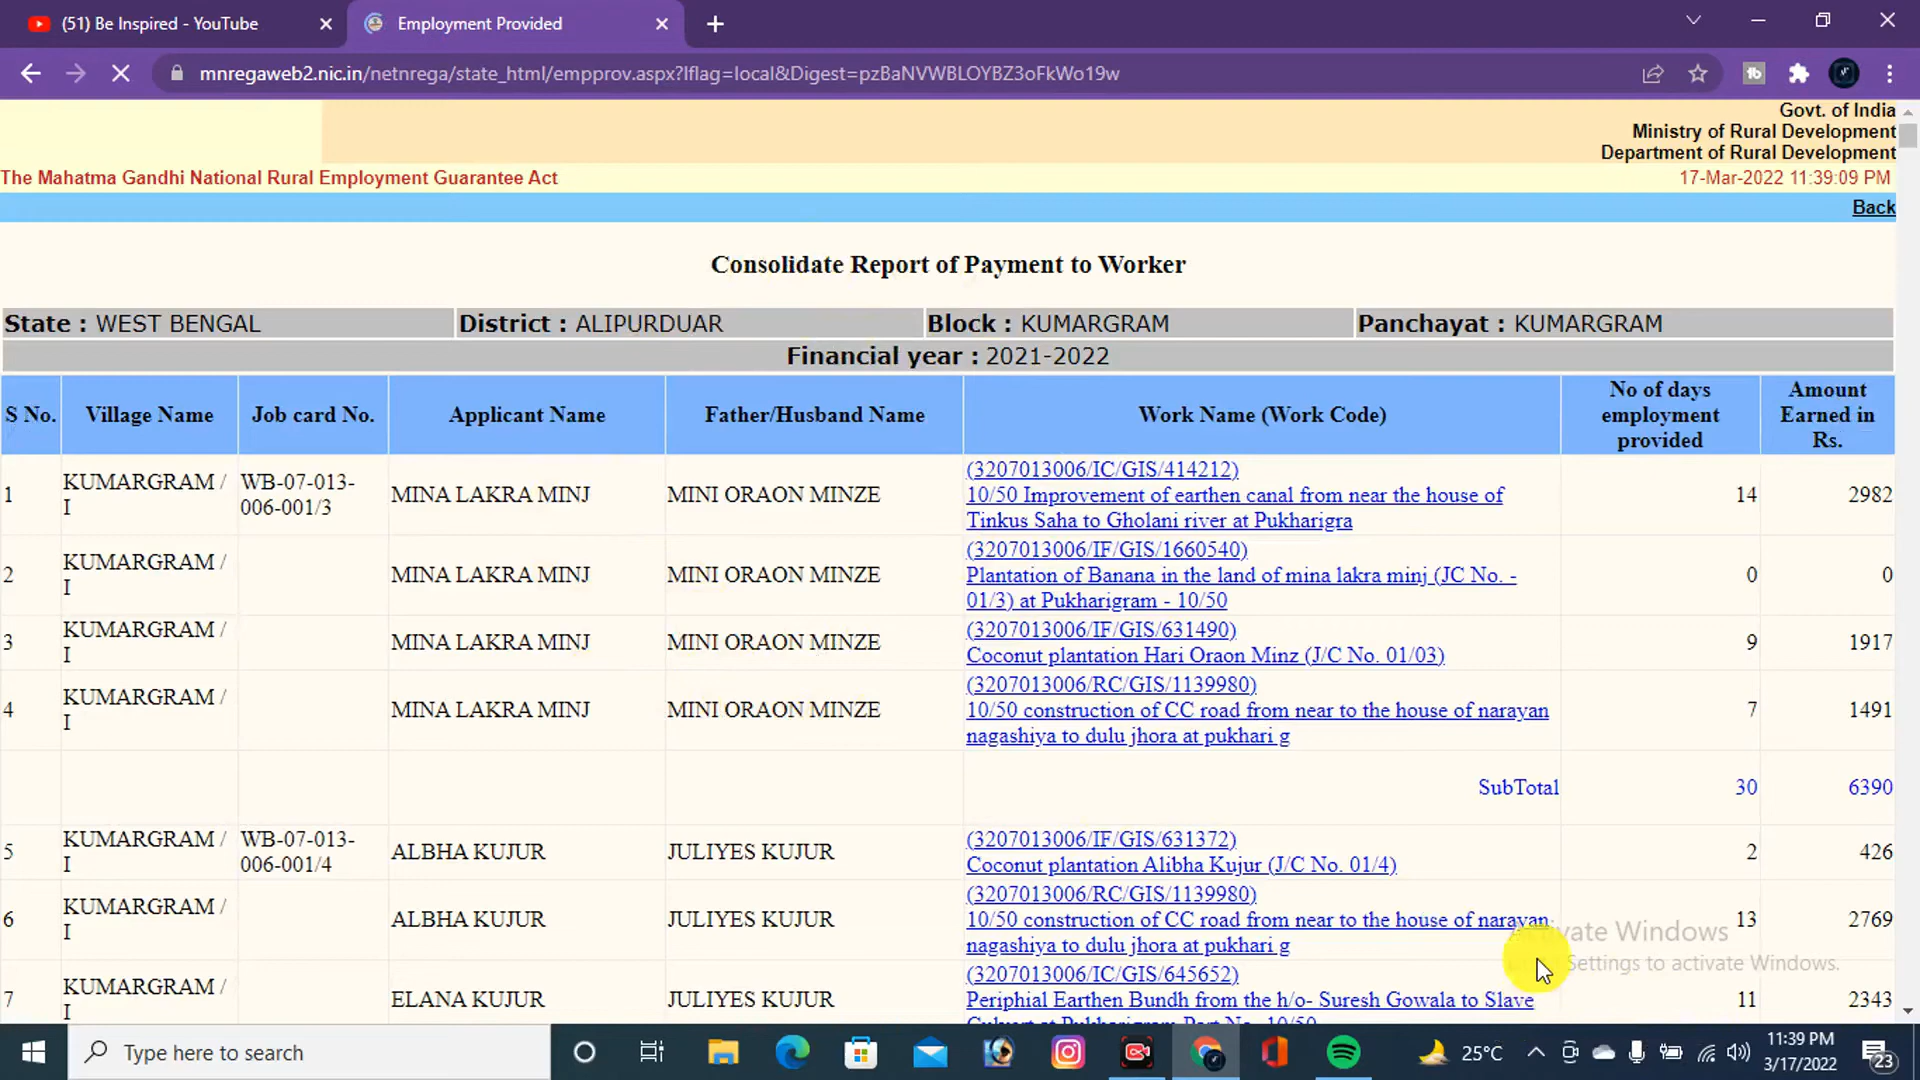 (51) Be Inspired - YouTube
Employment Provided
mnregaweb2.nic.in/netnrega/state_html/empprov.aspx?lflag=local&Digest=pzBaNVWBLOYBZ3oFkWo19w
Govt. of India
Ministry of Rural Development
Department of Rural Development
The Mahatma Gandhi National Rural Employment Guarantee Act
17-Mar-2022 11:39:09 PM
Back
Consolidate Report of Payment to Worker
State : WEST BENGAL District : ALIPURDUAR Block : KUMARGRAM Panchayat : KUMARGRAM
Financial year : 2021-2022
S No. Village Name Job card No. Applicant Name Father/Husband Name Work Name (Work Code) No of days employment provided Amount Earned in Rs.
1 KUMARGRAM / I WB-07-013-006-001/3 MINA LAKRA MINJ MINI ORAON MINZE (3207013006/IC/GIS/414212)
10/50 Improvement of earthen canal from near the house of
Tinkus Saha to Gholani river at Pukharigra 14 2982
2 KUMARGRAM / I MINA LAKRA MINJ MINI ORAON MINZE (3207013006/IF/GIS/1660540)
Plantation of Banana in the land of mina lakra minj (JC No. -
01/3) at Pukharigram - 10/50 0 0
3 KUMARGRAM / I MINA LAKRA MINJ MINI ORAON MINZE (3207013006/IF/GIS/631490)
Coconut plantation Hari Oraon Minz (J/C No. 01/03) 9 1917
4 KUMARGRAM / I MINA LAKRA MINJ MINI ORAON MINZE (3207013006/RC/GIS/1139980)
10/50 construction of CC road from near to the house of narayan
nagashiya to dulu jhora at pukhari g 7 1491
SubTotal 30 6390
5 KUMARGRAM / I WB-07-013-006-001/4 ALBHA KUJUR JULIYES KUJUR (3207013006/IF/GIS/631372)
Coconut plantation Alibha Kujur (J/C No. 01/4) 2 426
6 KUMARGRAM / I ALBHA KUJUR JULIYES KUJUR (3207013006/RC/GIS/1139980)
10/50 construction of CC road from near to the house of narayan
nagashiya to dulu jhora at pukhari g 13 2769
7 KUMARGRAM / I ELANA KUJUR JULIYES KUJUR (3207013006/IC/GIS/645652)
Periphial Earthen Bundh from the h/o- Suresh Gowala to Slave
Culvert at Pukharigram Part No- 10/50 11 2343
Windows
Settings to activate Windows.
Type here to search
25°C
11:39 PM
3/17/2022
23